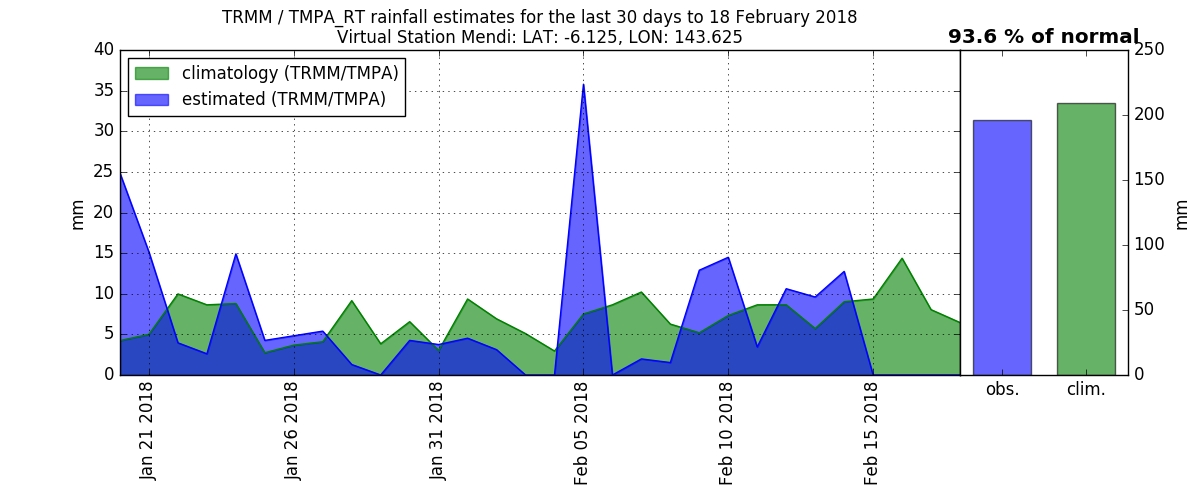 TRMM / TMPA_RT rainfall estimates for the last 30 days to 18 February 2018
Virtual Station Mendi: LAT: -6.125, LON: 143.625
93.6 % of normal
climatology (TRMM/TMPA)
estimated (TRMM/TMPA)
mm
40
35
30
25
20
15
10
5
0
Jan 21 2018
Jan 26 2018
Jan 31 2018
Feb 05 2018
Feb 10 2018
Feb 15 2018
obs.
clim.
250
200
150
100
50
0
mm